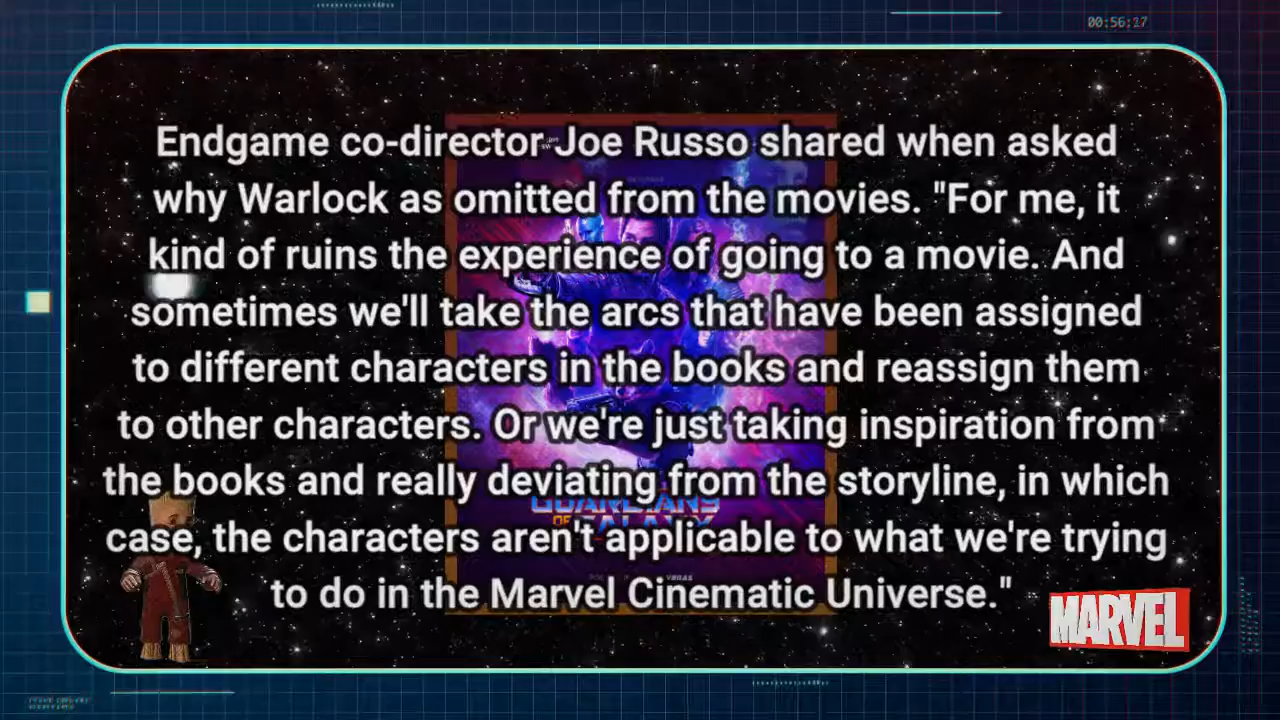 00:56:17
Endgame co-director Joe Russo shared when asked
why Warlock as omitted from the movies. "For me, it
kind of ruins the experience of going to a movie. And
sometimes we'll take the arcs that have been assigned
to different characters in the books and reassign them
to other characters. Or we're just taking inspiration from
the books and really deviating from the storyline, in which
case, the characters aren't applicable to what we're trying
to do in the Marvel Cinematic Universe."
GUARDIANS
OF
GALAXY
MARVEL